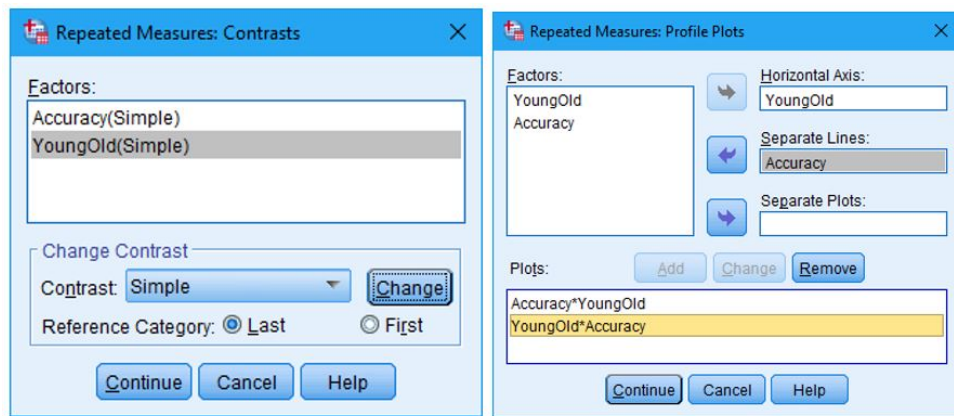 Repeated Measures: Contrasts
Factors:
Accuracy(Simple)
YoungOld(Simple)
Change Contrast
Contrast: Simple Change
Reference Category: Last First
Continue Cancel Help
Repeated Measures: Profile Plots
Factors:
YoungOld
Accuracy
Horizontal Axis:
YoungOld
Separate Lines:
Accuracy
Separate Plots:
Plots: Add Change Remove
Accuracy*YoungOld
YoungOld*Accuracy
Continue Cancel Help